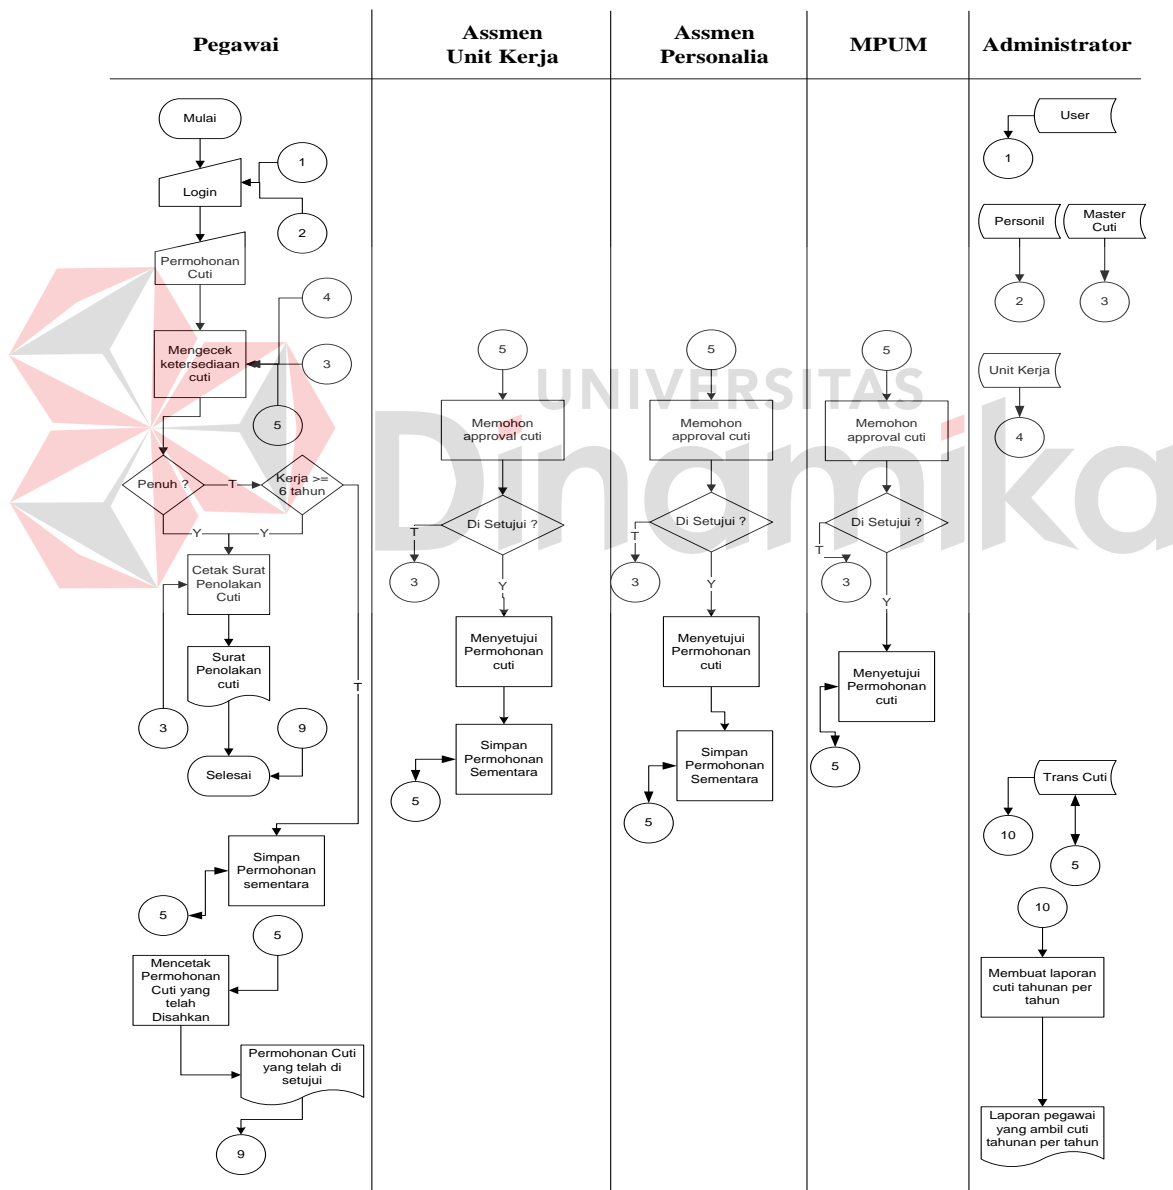 Pegawai
Assmen
Unit Kerja
Assmen
Personalia
MPUM
Administrator
Mulai
Login
1
2
Permohonan
Cuti
4
Mengecek
ketersediaan
cuti
3
5
Penuh ?
T
Kerja >=
6 tahun
Y
Y
Cetak Surat
Penolakan
Cuti
Surat
Penolakan
cuti
T
3
9
Selesai
Simpan
Permohonan
sementara
5
5
Mencetak
Permohonan
Cuti yang
telah
Disahkan
Permohonan Cuti
yang telah di
setujui
9
5
Memohon
approval cuti
Di Setujui ?
T
3
Y
Menyetujui
Permohonan
cuti
Simpan
Permohonan
Sementara
5
5
Memohon
approval cuti
Di Setujui ?
T
3
Y
Menyetujui
Permohonan
cuti
Simpan
Permohonan
Sementara
5
5
Memohon
approval cuti
Di Setujui ?
T
3
Y
Menyetujui
Permohonan
cuti
5
User
1
Personil
Master
Cuti
2
3
Unit Kerja
4
Trans Cuti
10
5
10
Membuat laporan
cuti tahunan per
tahun
Laporan pegawai
yang ambil cuti
tahunan per tahun
UNIVERSITAS
Dinamika